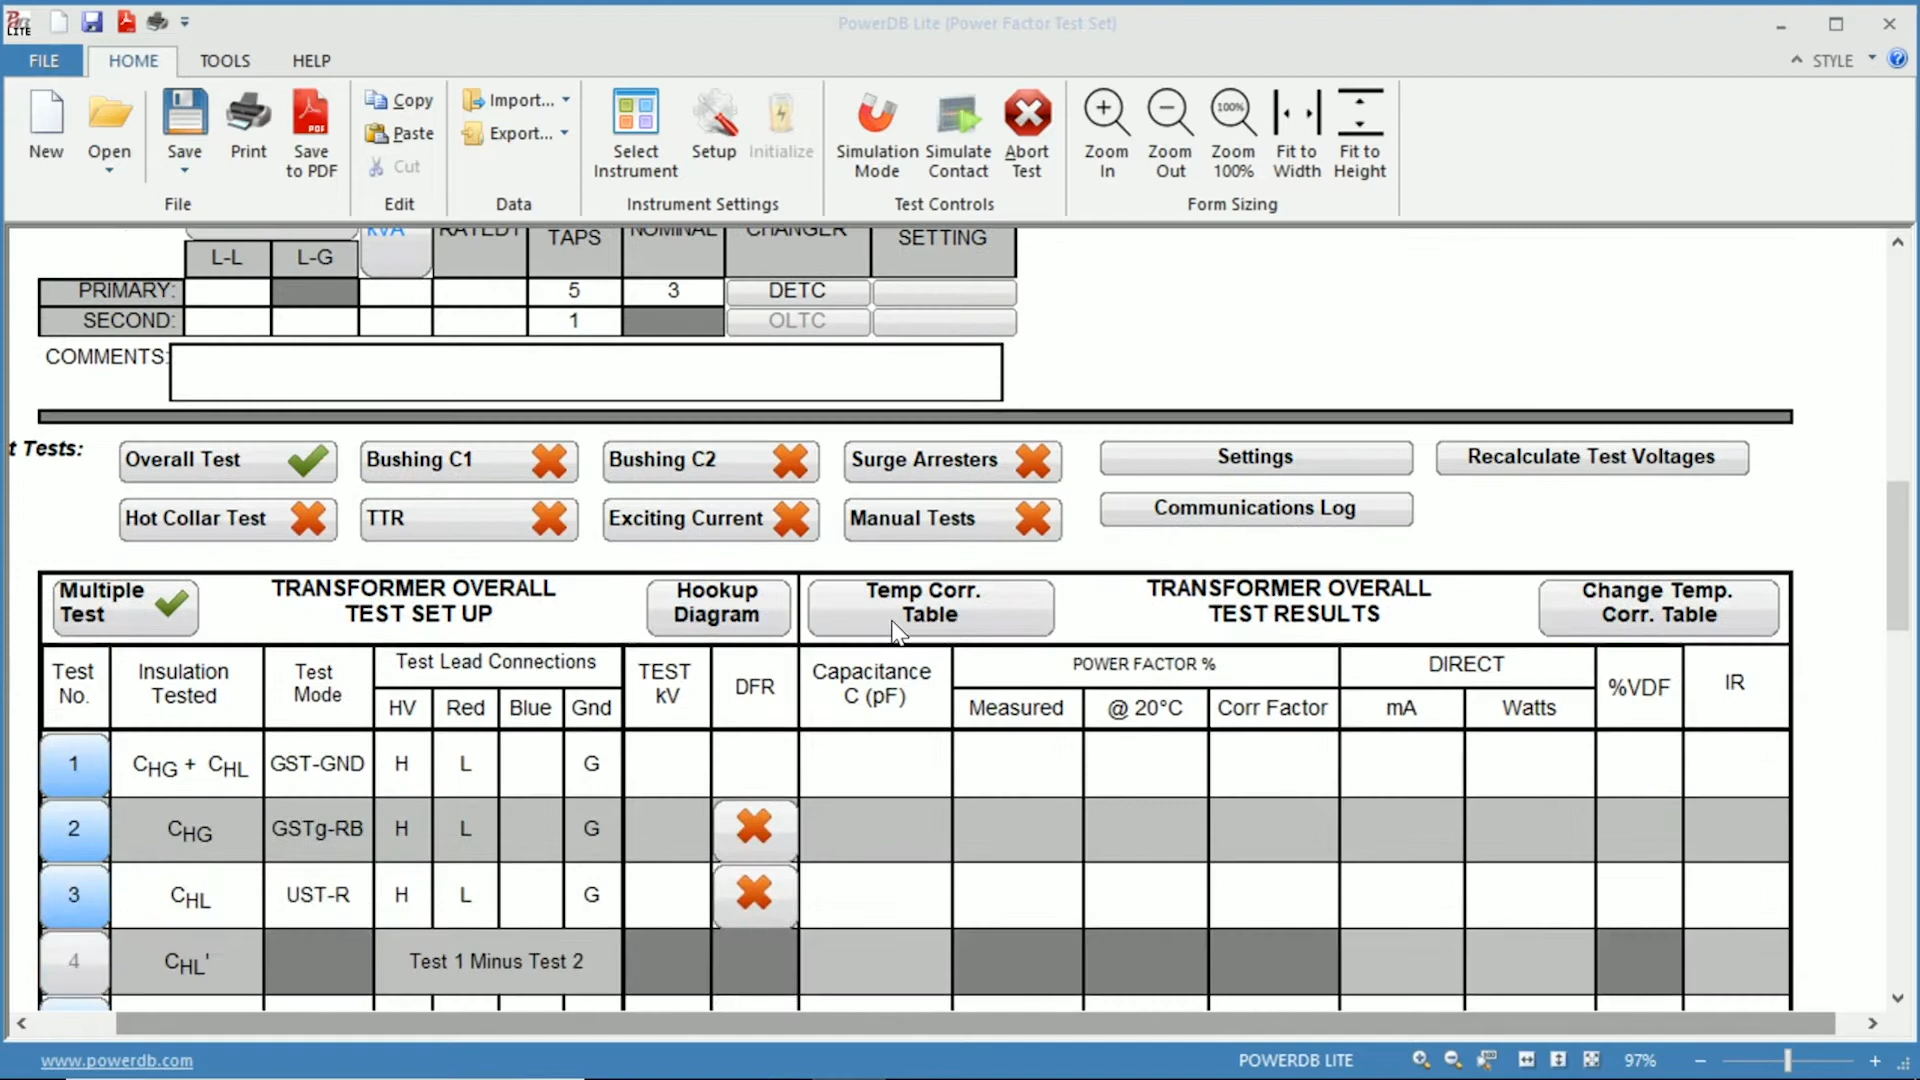 LITE
PowerDB Lite (Power Factor Test Set)
FILE HOME TOOLS HELP STYLE
New Open Save Print Save to PDF
Copy
Paste
Cut
Import...
Export...
Select Instrument Setup Initialize
Simulation Mode Simulate Contact Abort Test
Zoom In Zoom Out 100% Zoom 100% Fit to Width Fit to Height
File Edit Data Instrument Settings Test Controls Form Sizing
kVA RATED TAPS NOMINAL CHANGER SETTING
L-L L-G
PRIMARY: 5 3 DETC
SECOND: 1 OLTC
COMMENTS:
t Tests:
Overall Test Bushing C1 Bushing C2 Surge Arresters Settings Recalculate Test Voltages
Hot Collar Test TTR Exciting Current Manual Tests Communications Log
Multiple Test
TRANSFORMER OVERALL
TEST SET UP
Hookup Diagram
Temp Corr. Table
TRANSFORMER OVERALL
TEST RESULTS
Change Temp. Corr. Table
Test No. Insulation Tested Test Mode Test Lead Connections TEST kV DFR Capacitance C (pF) POWER FACTOR % DIRECT %VDF IR
HV Red Blue Gnd Measured @ 20°C Corr Factor mA Watts
1 CHG + CHL GST-GND H L G
2 CHG GSTg-RB H L G
3 CHL UST-R H L G
4 CHL' Test 1 Minus Test 2
www.powerdb.com POWERDB LITE 97%